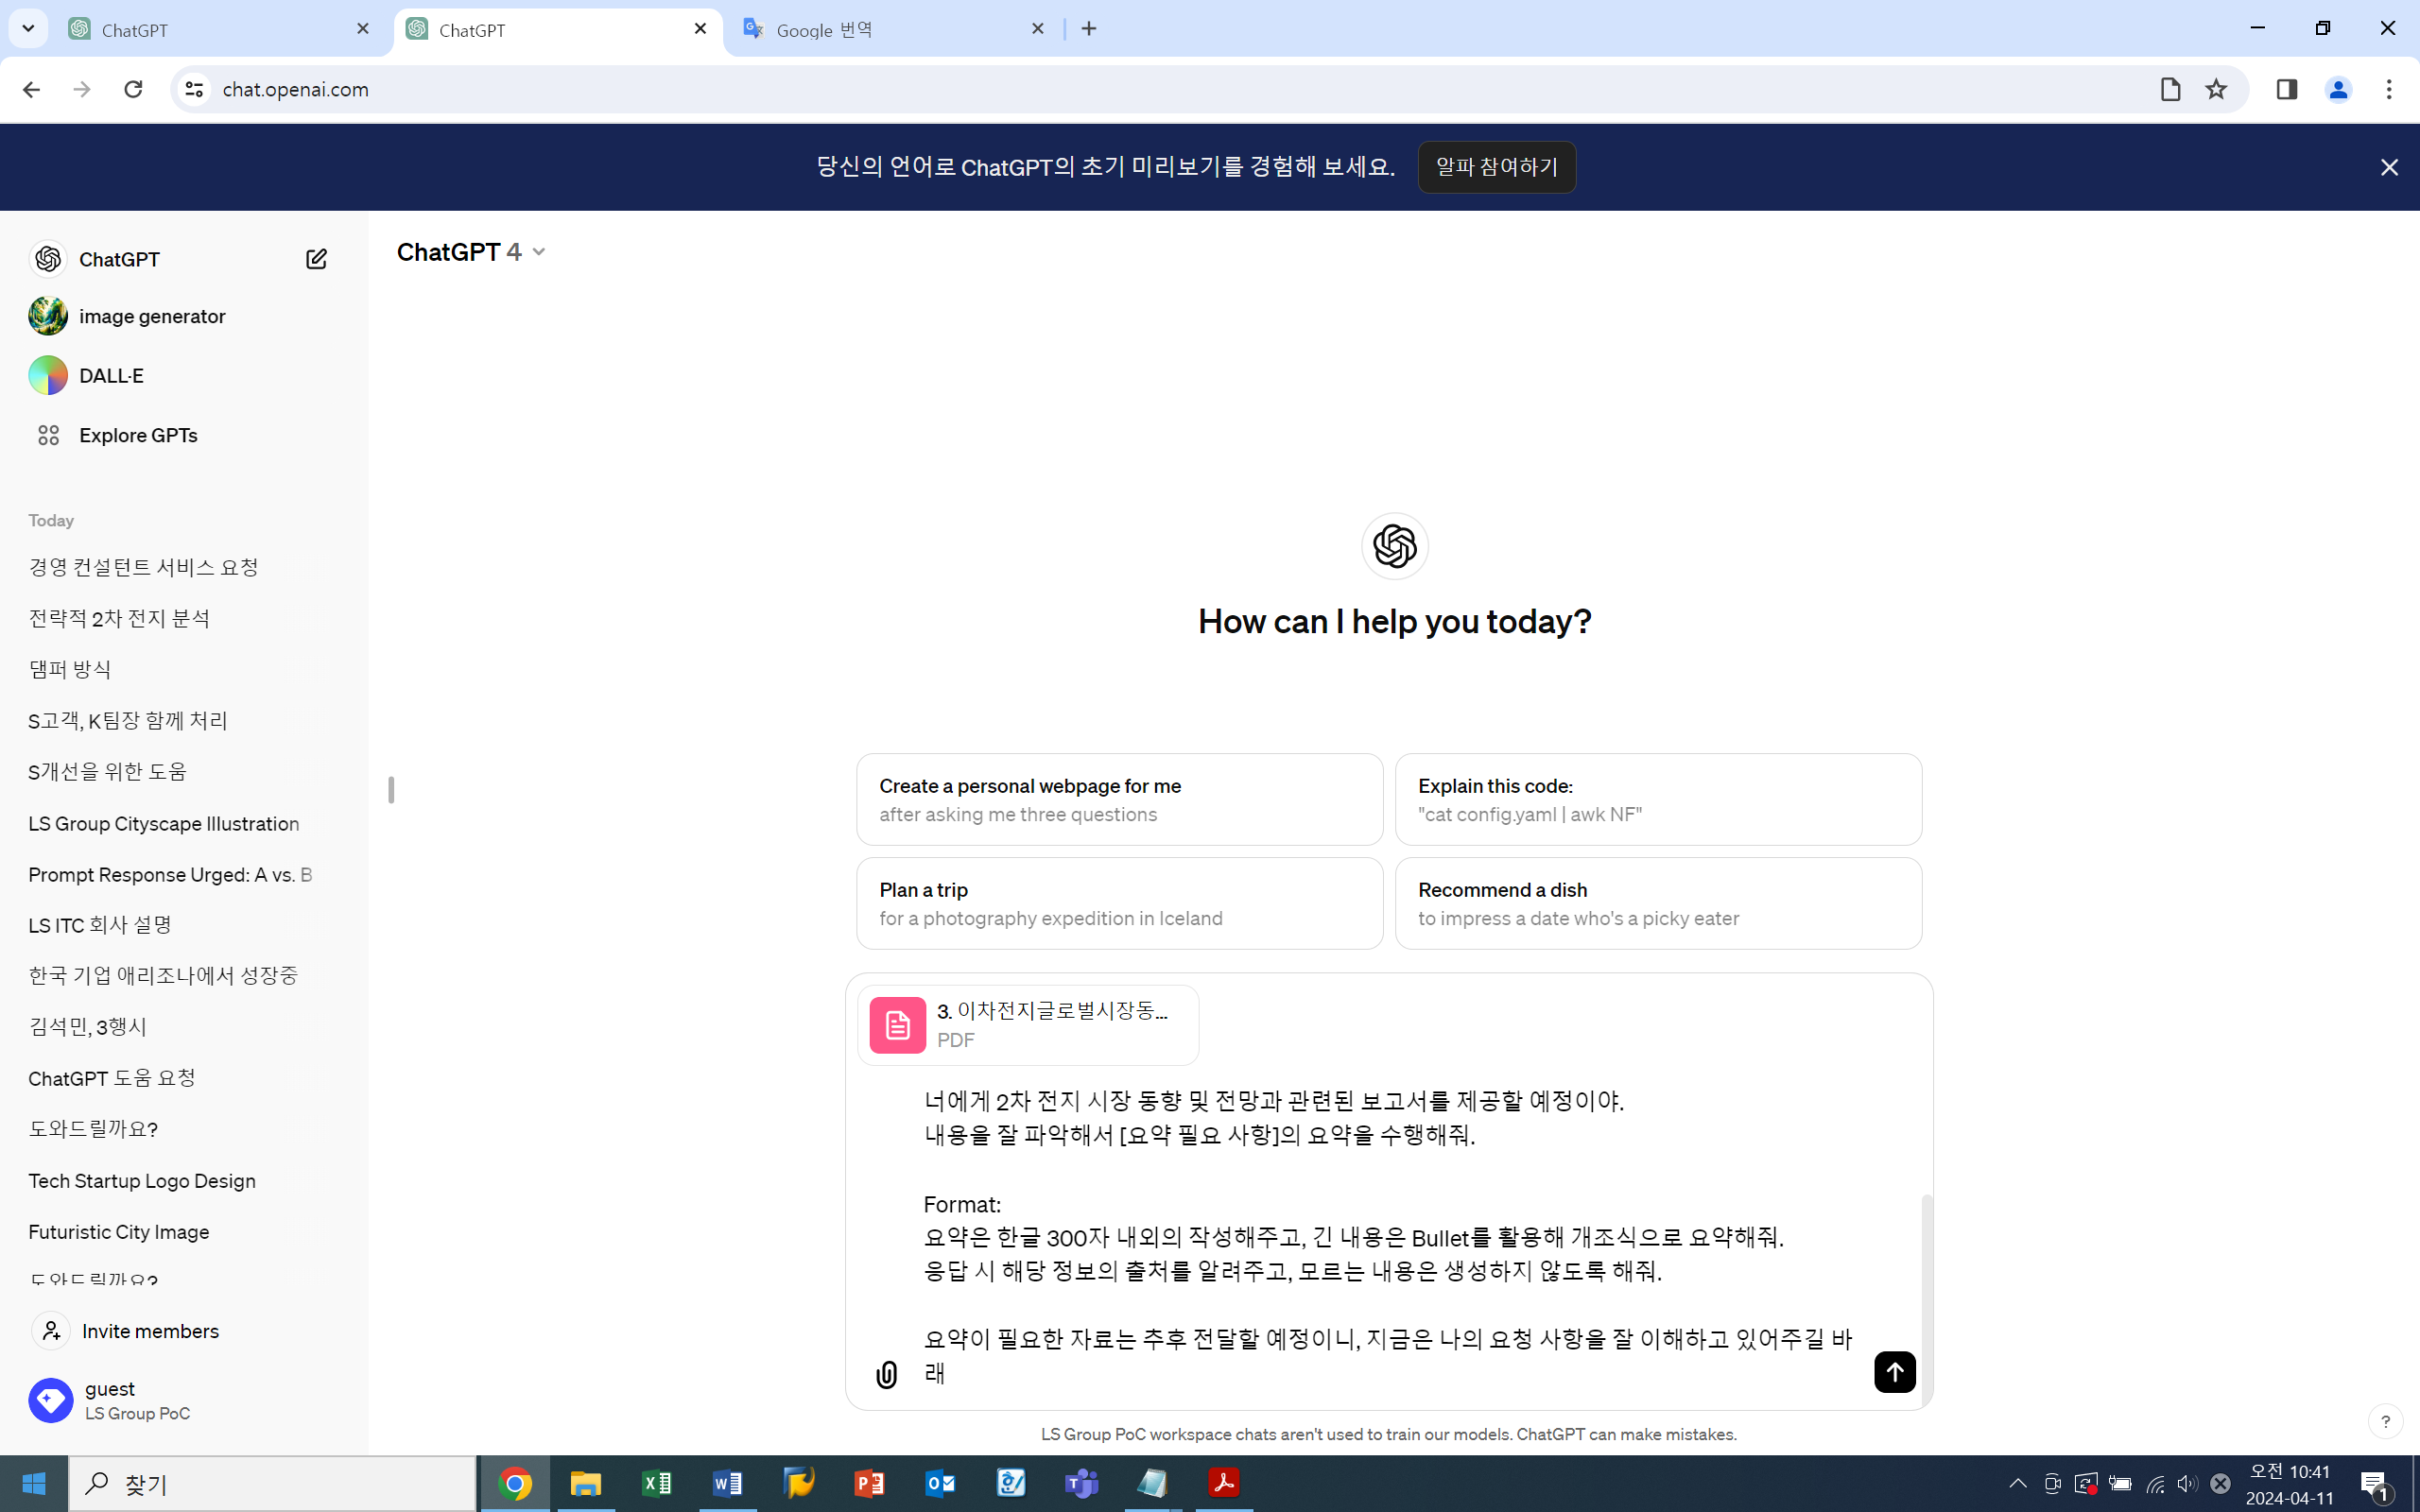 ChatGPT
ChatGPT
Google 번역
chat.openai.com
당신의 언어로 ChatGPT의 초기 미리보기를 경험해 보세요.
알파 참여하기
ChatGPT
image generator
DALL·E
Explore GPTs
Today
경영 컨설턴트 서비스 요청
전략적 2차 전지 분석
댐퍼 방식
S고객, K팀장 함께 처리
S개선을 위한 도움
LS Group Cityscape Illustration
Prompt Response Urged: A vs. B
LS ITC 회사 설명
한국 기업 애리조나에서 성장중
김석민, 3행시
ChatGPT 도움 요청
도와드릴까요?
Tech Startup Logo Design
Futuristic City Image
도와드릴까요?
Invite members
guest
LS Group PoC
ChatGPT 4
How can I help you today?
Create a personal webpage for me
after asking me three questions
Explain this code:
"cat config.yaml | awk NF"
Plan a trip
for a photography expedition in Iceland
Recommend a dish
to impress a date who's a picky eater
3. 이차전지글로벌시장동...
PDF
너에게 2차 전지 시장 동향 및 전망과 관련된 보고서를 제공할 예정이야.
내용을 잘 파악해서 [요약 필요 사항]의 요약을 수행해줘.
Format:
요약은 한글 300자 내외의 작성해주고, 긴 내용은 Bullet를 활용해 개조식으로 요약해줘.
응답 시 해당 정보의 출처를 알려주고, 모르는 내용은 생성하지 않도록 해줘.
요약이 필요한 자료는 추후 전달할 예정이니, 지금은 나의 요청 사항을 잘 이해하고 있어주길 바
래
LS Group PoC workspace chats aren't used to train our models. ChatGPT can make mistakes.
?
찾기
오전 10:41
2024-04-11
1